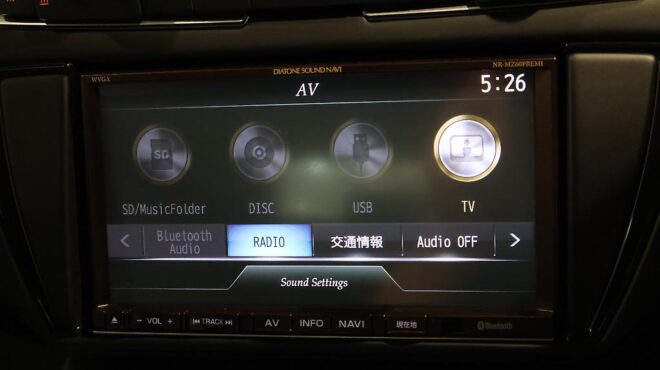 DIATONE SOUND NAVI
WVGA
NR-MZ60PREMI
AV
5:26
SD
SD/MusicFolder
DISC
USB
TV
Bluetooth Audio
RADIO
交通情報
Audio OFF
Sound Settings
- VOL +
TRACK
AV
INFO
NAVI
現在地
Bluetooth